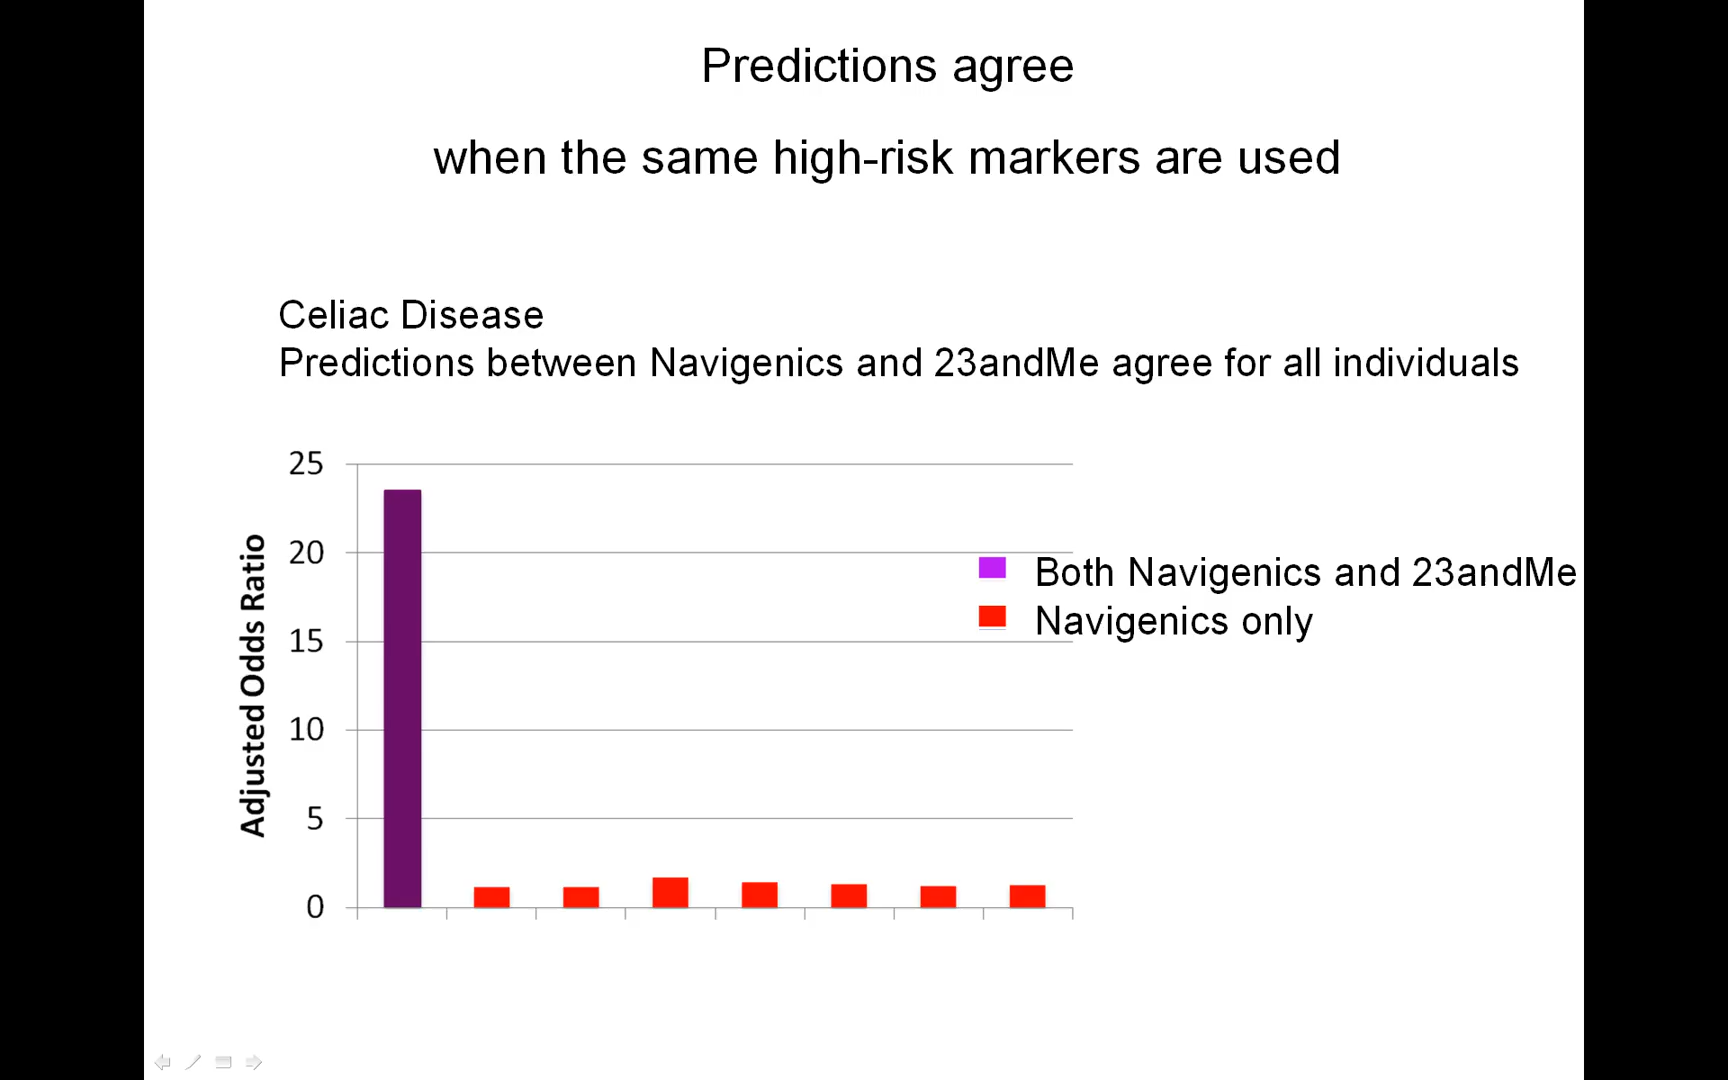 Predictions agree
when the same high-risk markers are used
Celiac Disease
Predictions between Navigenics and 23andMe agree for all individuals
25
20
15
10
5
0
Adjusted Odds Ratio
Both Navigenics and 23andMe
Navigenics only